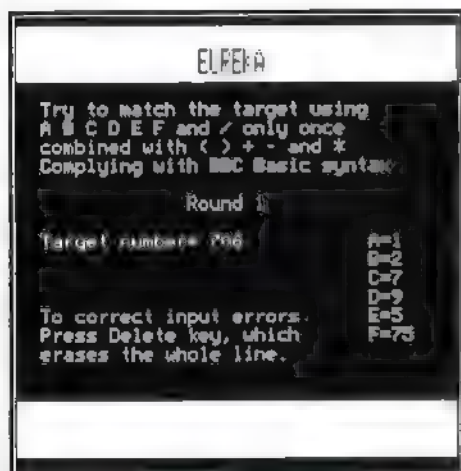 Try to match the target using
A B C D E F and / only once
combined with ( ) + - and *
Complying with BBC Basic syntax.
Round 1
Target number=
A=1
B=2
C=7
D=9
E=5
F=75
To correct input errors.
Press Delete key, which
erases the whole line.